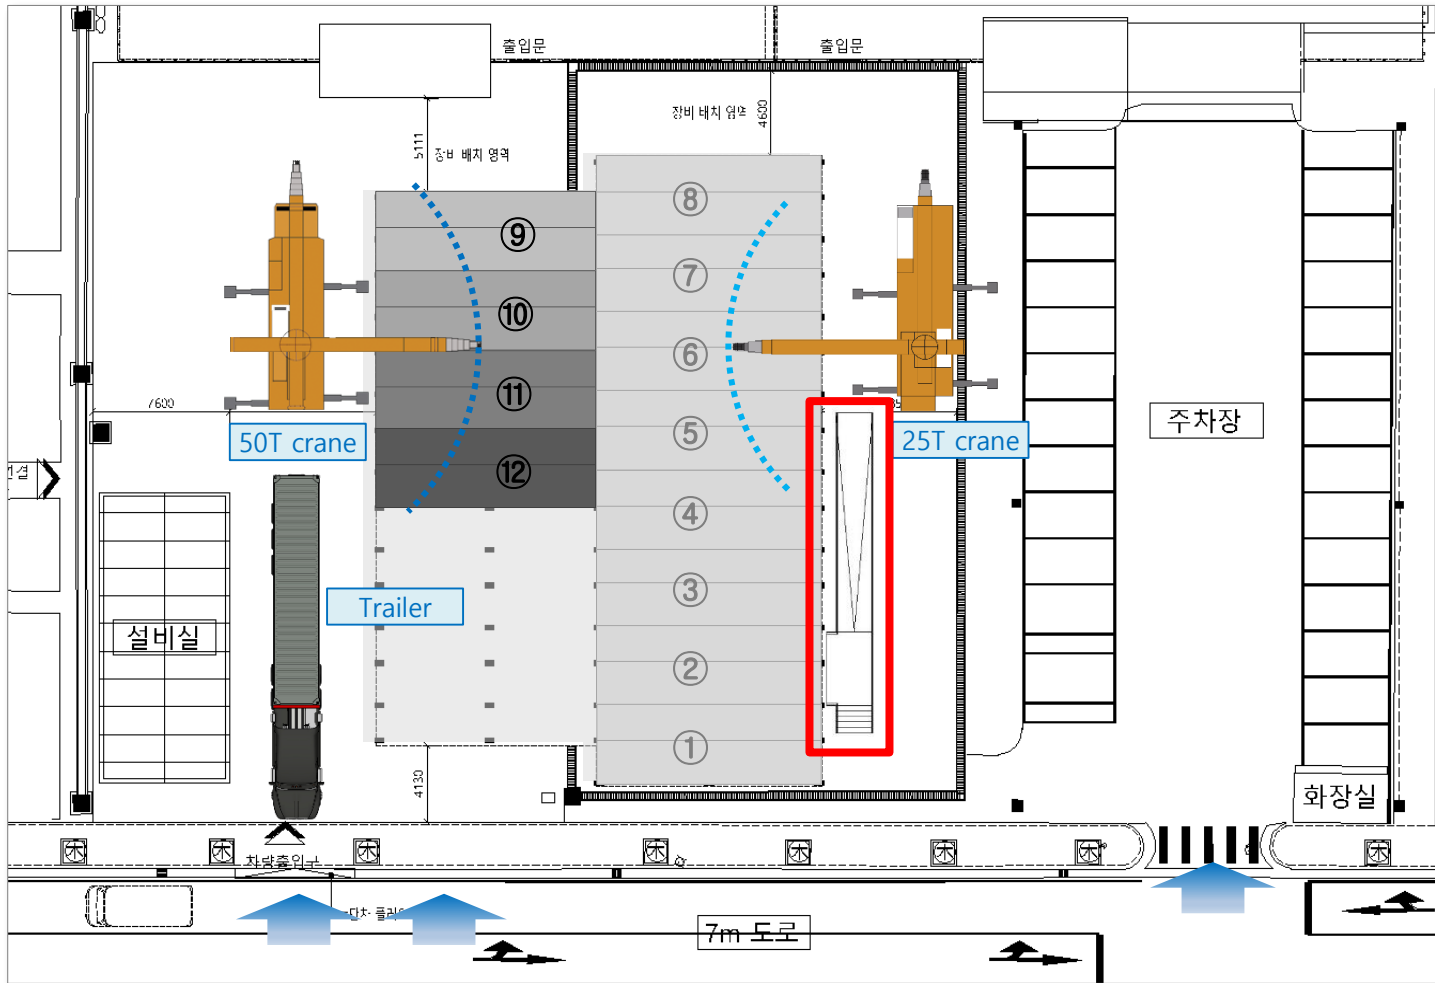 출입문
출입문
장비 배치 영역
4600
5111
장비 배치 영역
⑧
⑨
⑦
⑩
⑥
7600
⑪
⑤
50T crane
25T crane
주차장
⑫
④
③
Trailer
설비실
②
①
4130
화장실
차량출입구
7m 도로